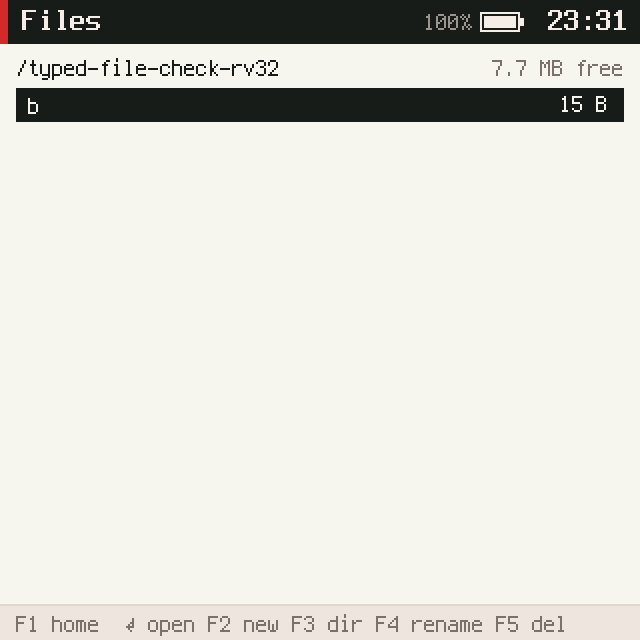 Files 100% 23:31
/typed-file-check-rv32 7.7 MB free
b 15 B
F1 home ↲ open F2 new F3 dir F4 rename F5 del